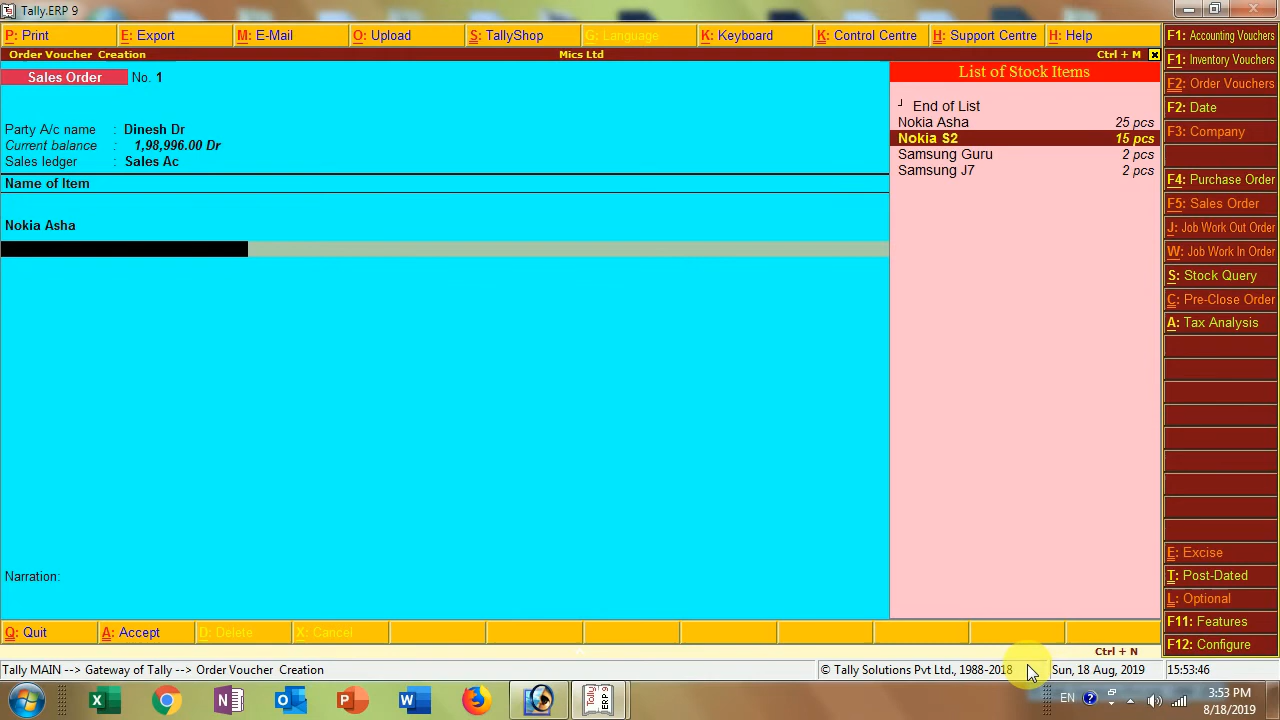 Tally.ERP 9
P: Print
E: Export
M: E-Mail
O: Upload
S: TallyShop
G: Language
K: Keyboard
K: Control Centre
H: Support Centre
H: Help
Order Voucher Creation
Mics Ltd
Ctrl + M
Sales Order
No. 1
Party A/c name : Dinesh Dr
Current balance : 1,98,996.00 Dr
Sales ledger : Sales Ac
Name of Item
Nokia Asha
Narration:
List of Stock Items
End of List
Nokia Asha 25 pcs
Nokia S2 15 pcs
Samsung Guru 2 pcs
Samsung J7 2 pcs
F1: Accounting Vouchers
F1: Inventory Vouchers
F2: Order Vouchers
F2: Date
F3: Company
F4: Purchase Order
F5: Sales Order
J: Job Work Out Order
W: Job Work In Order
S: Stock Query
C: Pre-Close Order
A: Tax Analysis
E: Excise
T: Post-Dated
L: Optional
F11: Features
F12: Configure
Q: Quit
A: Accept
D: Delete
X: Cancel
Ctrl + N
Tally MAIN --> Gateway of Tally --> Order Voucher Creation
© Tally Solutions Pvt Ltd., 1988-2018
Sun, 18 Aug, 2019
15:53:46
EN
3:53 PM
8/18/2019